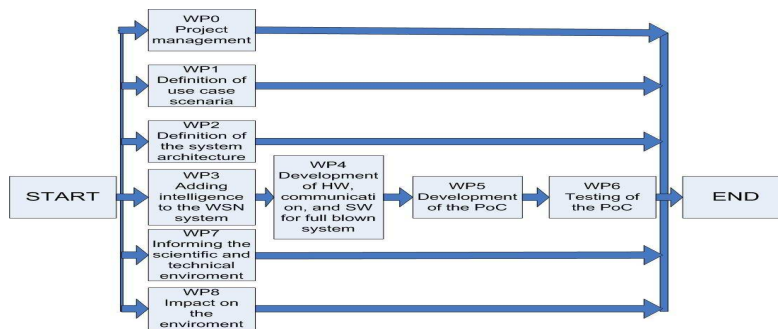 WP0
Project
management
WP1
Definition of
use case
scenaria
WP2
Definition of
the system
architecture
START
WP3
Adding
intelligence
to the WSN
system
WP4
Development
of HW,
communicati
on, and SW
for full blown
system
WP5
Development
of the PoC
WP6
Testing of
the PoC
END
WP7
Informing the
scientific and
technical
enviroment
WP8
Impact on
the
enviroment